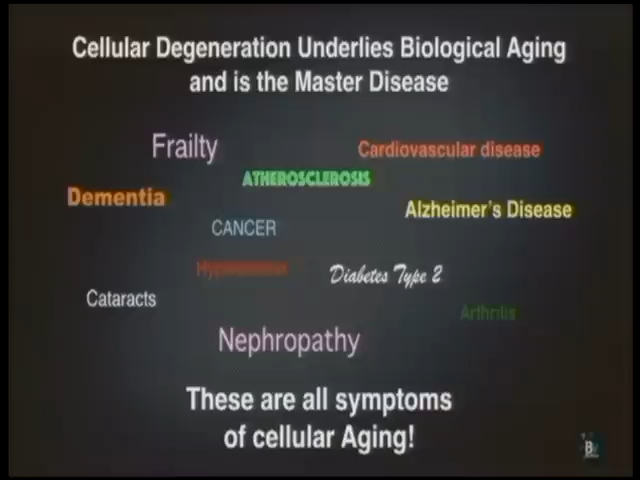 Cellular Degeneration Underlies Biological Aging
and is the Master Disease
Frailty
Cardiovascular disease
ATHEROSCLEROSIS
Dementia
Alzheimer's Disease
CANCER
Diabetes Type 2
Cataracts
Arthritis
Nephropathy
These are all symptoms
of cellular Aging!
B